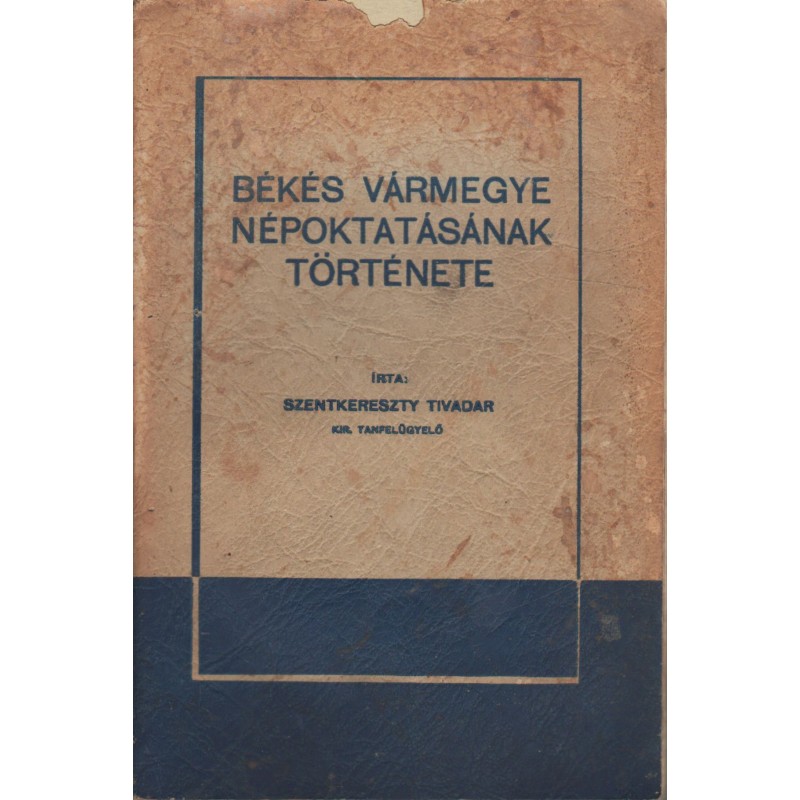 BÉKÉS VÁRMEGYE
NÉPOKTATÁSÁNAK
TÖRTÉNETE
ÍRTA:
SZENTKERESZTY TIVADAR
KIR. TANFELÜGYELŐ